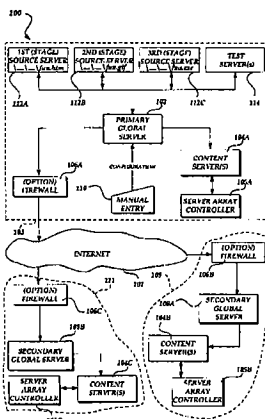 100
1ST (STAGE)
SOURCE SERVER
2ND (STAGE)
SOURCE SERVER
3RD (STAGE)
SOURCE SERVER
TEST
SERVER(S)
112A
112B
112C
114
102
PRIMARY
GLOBAL
SERVER
104A
CONTENT
SERVER(S)
106A
(OPTION)
FIREWALL
CONFIGURATION
110
MANUAL
ENTRY
SERVER ARRAY
CONTROLLER
INTERNET
107
(OPTION)
FIREWALL
106B
(OPTION)
FIREWALL
106C
SECONDARY
GLOBAL
SERVER
104B
CONTENT
SERVER(S)
SECONDARY
GLOBAL SERVER
104C
SERVER ARRAY
CONTROLLER
CONTENT
SERVER(S)
SERVER ARRAY
CONTROLLER
105B